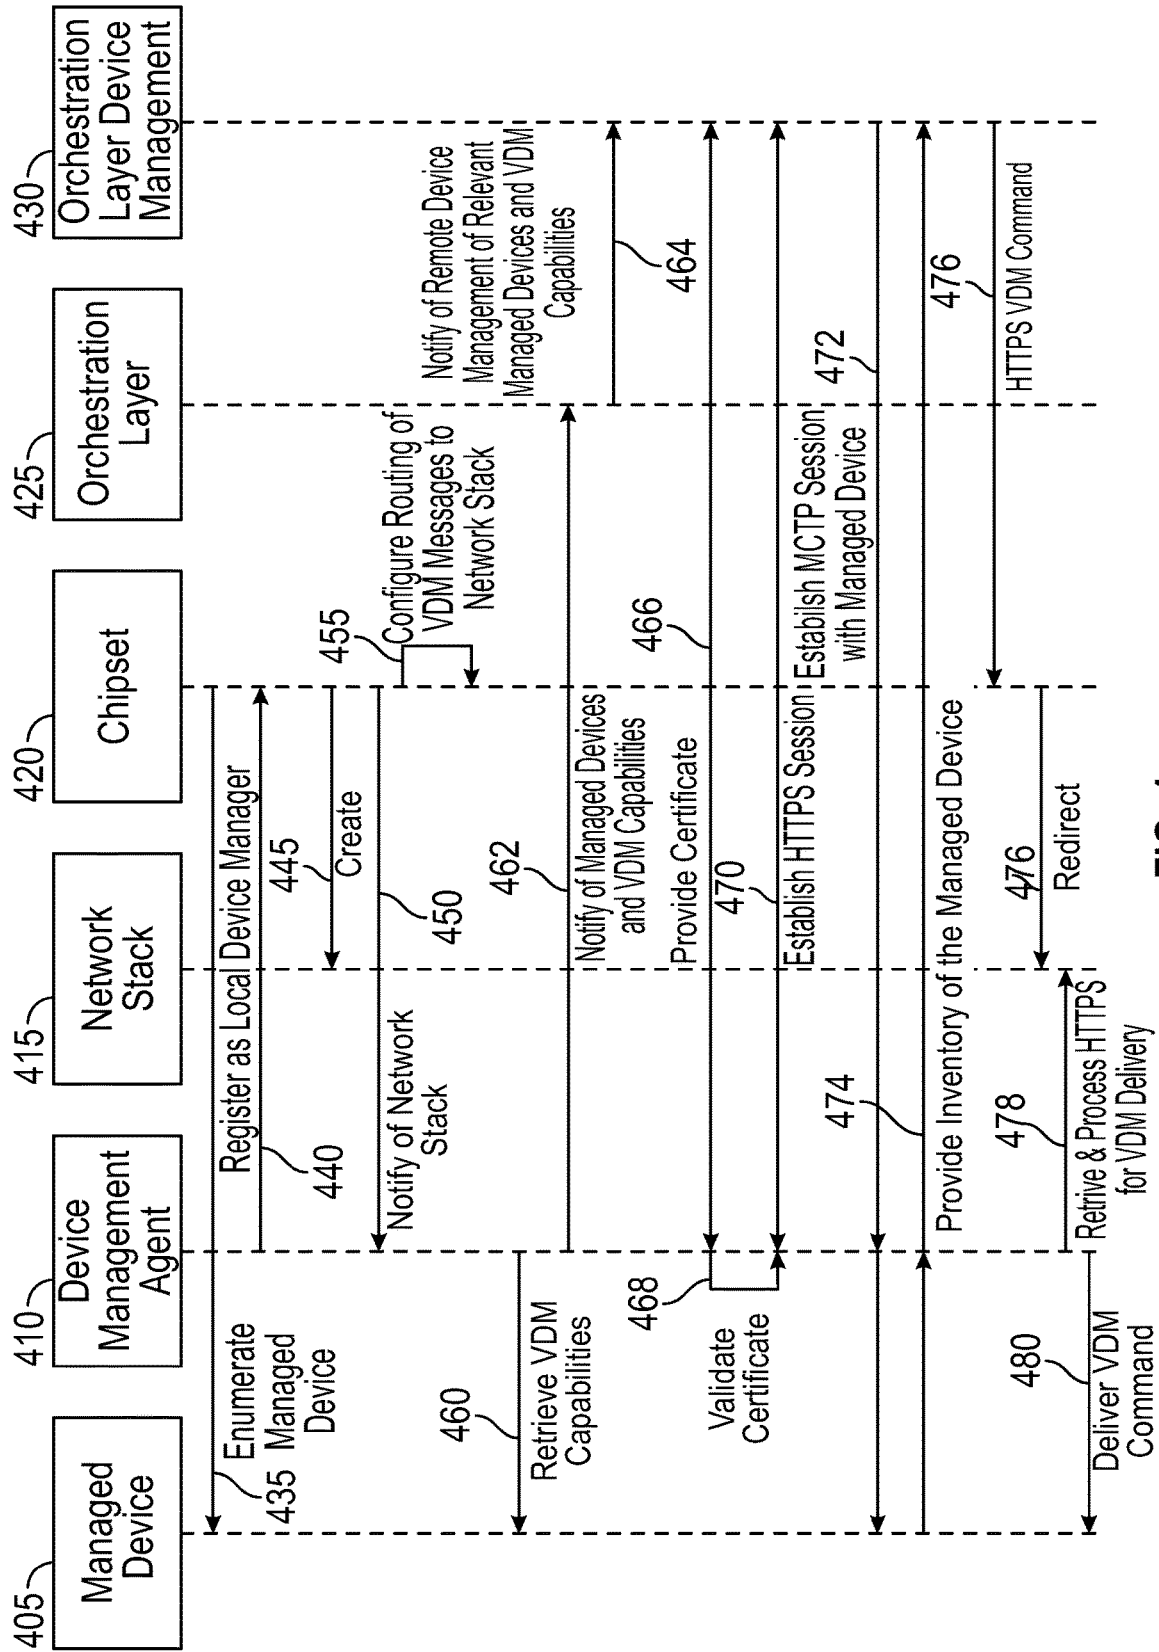 405
Managed
Device
410
Device
Management
Agent
415
Network
Stack
420
Chipset
425
Orchestration
Layer
430
Orchestration
Layer Device
Management
435
Enumerate
Managed
Device
Register as Local Device Manager
440
445
Create
450
Notify of Network
Stack
455
Configure Routing of
VDM Messages to
Network Stack
460
Retrieve VDM
Capabilities
462
Notify of Managed Devices
and VDM Capabilities
Notify of Remote Device
Management of Relevant
Managed Devices and VDM
Capabilities
464
466
Provide Certificate
468
Validate
Certificate
470
Establish HTTPS Session
472
Estabilsh MCTP Session
with Managed Device
474
Provide Inventory of the Managed Device
476
HTTPS VDM Command
476
Redirect
478
Retrive & Process HTTPS
for VDM Delivery
480
Deliver VDM
Command